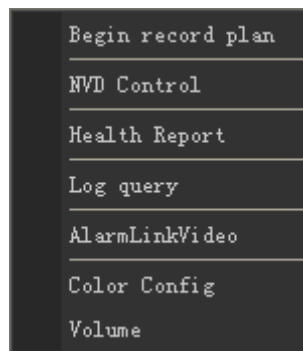 Begin record plan
NVD Control
Health Report
Log query
AlarmLinkVideo
Color Config
Volume